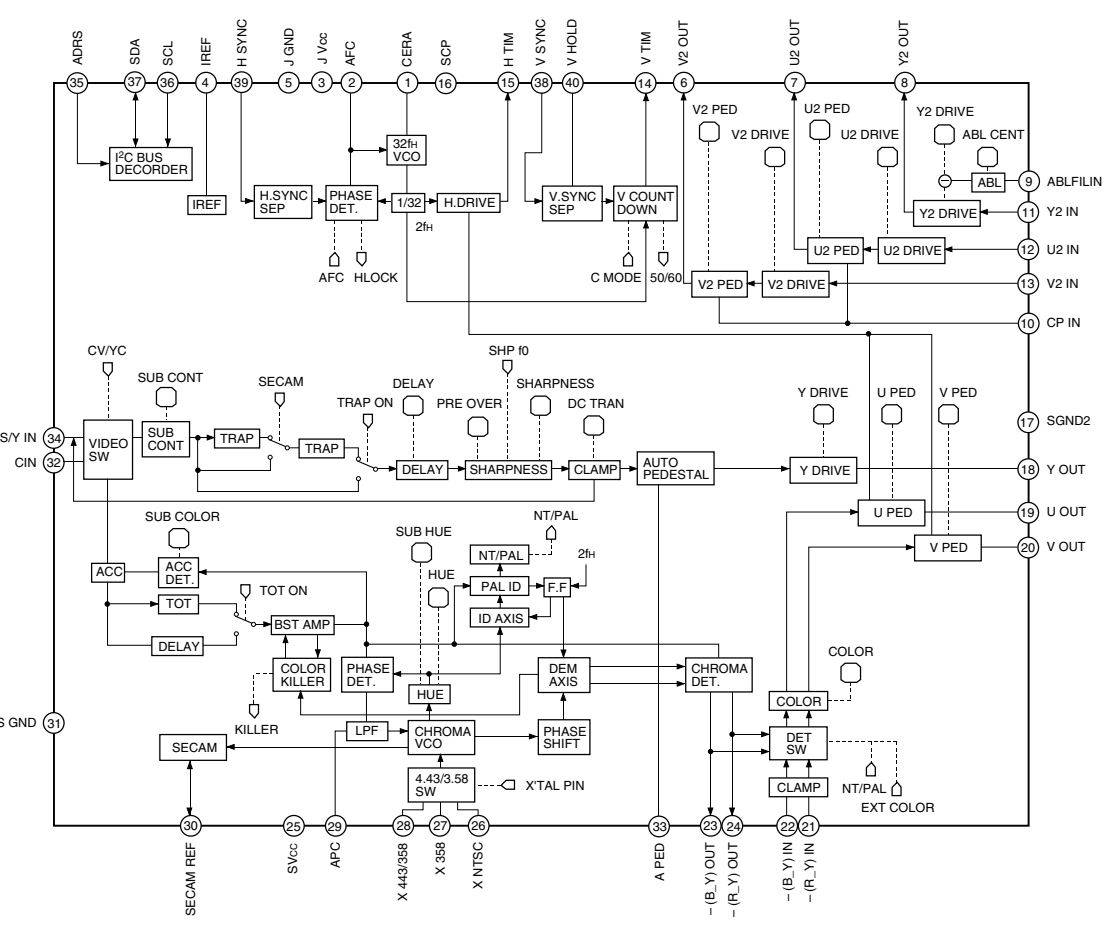 ADRS
SDA
SCL
IREF
H SYNC
J GND
J Vcc
AFC
CERA
SCP
H TIM
V SYNC
V HOLD
V TIM
V2 OUT
U2 OUT
Y2 OUT
35
37
36
4
39
5
3
2
1
16
15
38
40
14
6
7
8
V2 PED
U2 PED
Y2 DRIVE
V2 DRIVE
U2 DRIVE
ABL CENT
32fH
VCO
I²C BUS
DECORDER
IREF
H.SYNC
SEP
PHASE
DET.
1/32
H.DRIVE
2fH
V.SYNC
SEP
V COUNT
DOWN
ABL
9
ABLFILIN
Y2 DRIVE
11
Y2 IN
U2 PED
U2 DRIVE
12
U2 IN
AFC
HLOCK
C MODE
50/60
V2 PED
V2 DRIVE
13
V2 IN
10
CP IN
CV/YC
SHP f0
SUB CONT
SECAM
DELAY
SHARPNESS
TRAP ON
PRE OVER
DC TRAN
Y DRIVE
U PED
V PED
S/Y IN
34
CIN
32
VIDEO
SW
SUB
CONT
TRAP
TRAP
DELAY
SHARPNESS
CLAMP
AUTO
PEDESTAL
Y DRIVE
17
SGND2
18
Y OUT
U PED
19
U OUT
V PED
20
V OUT
SUB COLOR
SUB HUE
NT/PAL
HUE
NT/PAL
2fH
ACC
ACC
DET.
PAL ID
F.F
TOT ON
TOT
ID AXIS
BST AMP
DELAY
COLOR
KILLER
PHASE
DET.
HUE
DEM
AXIS
CHROMA
DET.
COLOR
COLOR
S GND
31
KILLER
LPF
CHROMA
VCO
PHASE
SHIFT
DET
SW
SECAM
4.43/3.58
SW
X'TAL PIN
CLAMP
NT/PAL
EXT COLOR
30
25
29
28
27
26
33
23
24
22
21
SECAM REF
SVcc
APC
X 443/358
X 358
X NTSC
A PED
– (B_Y) OUT
– (R_Y) OUT
– (B_Y) IN
– (R_Y) IN